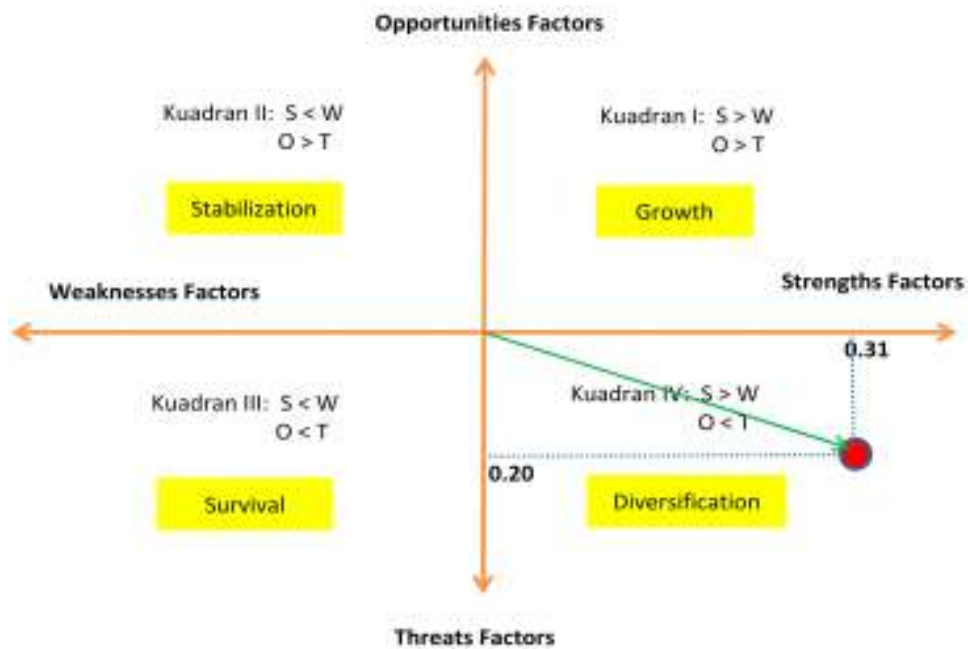 Opportunities Factors
Kuadran II: S < W
O > T
Kuadran I: S > W
O > T
Stabilization
Growth
Weaknesses Factors
Strengths Factors
0.31
Kuadran III: S < W
O < T
Kuadran IV: S > W
O < T
0.20
Survival
Diversification
Threats Factors